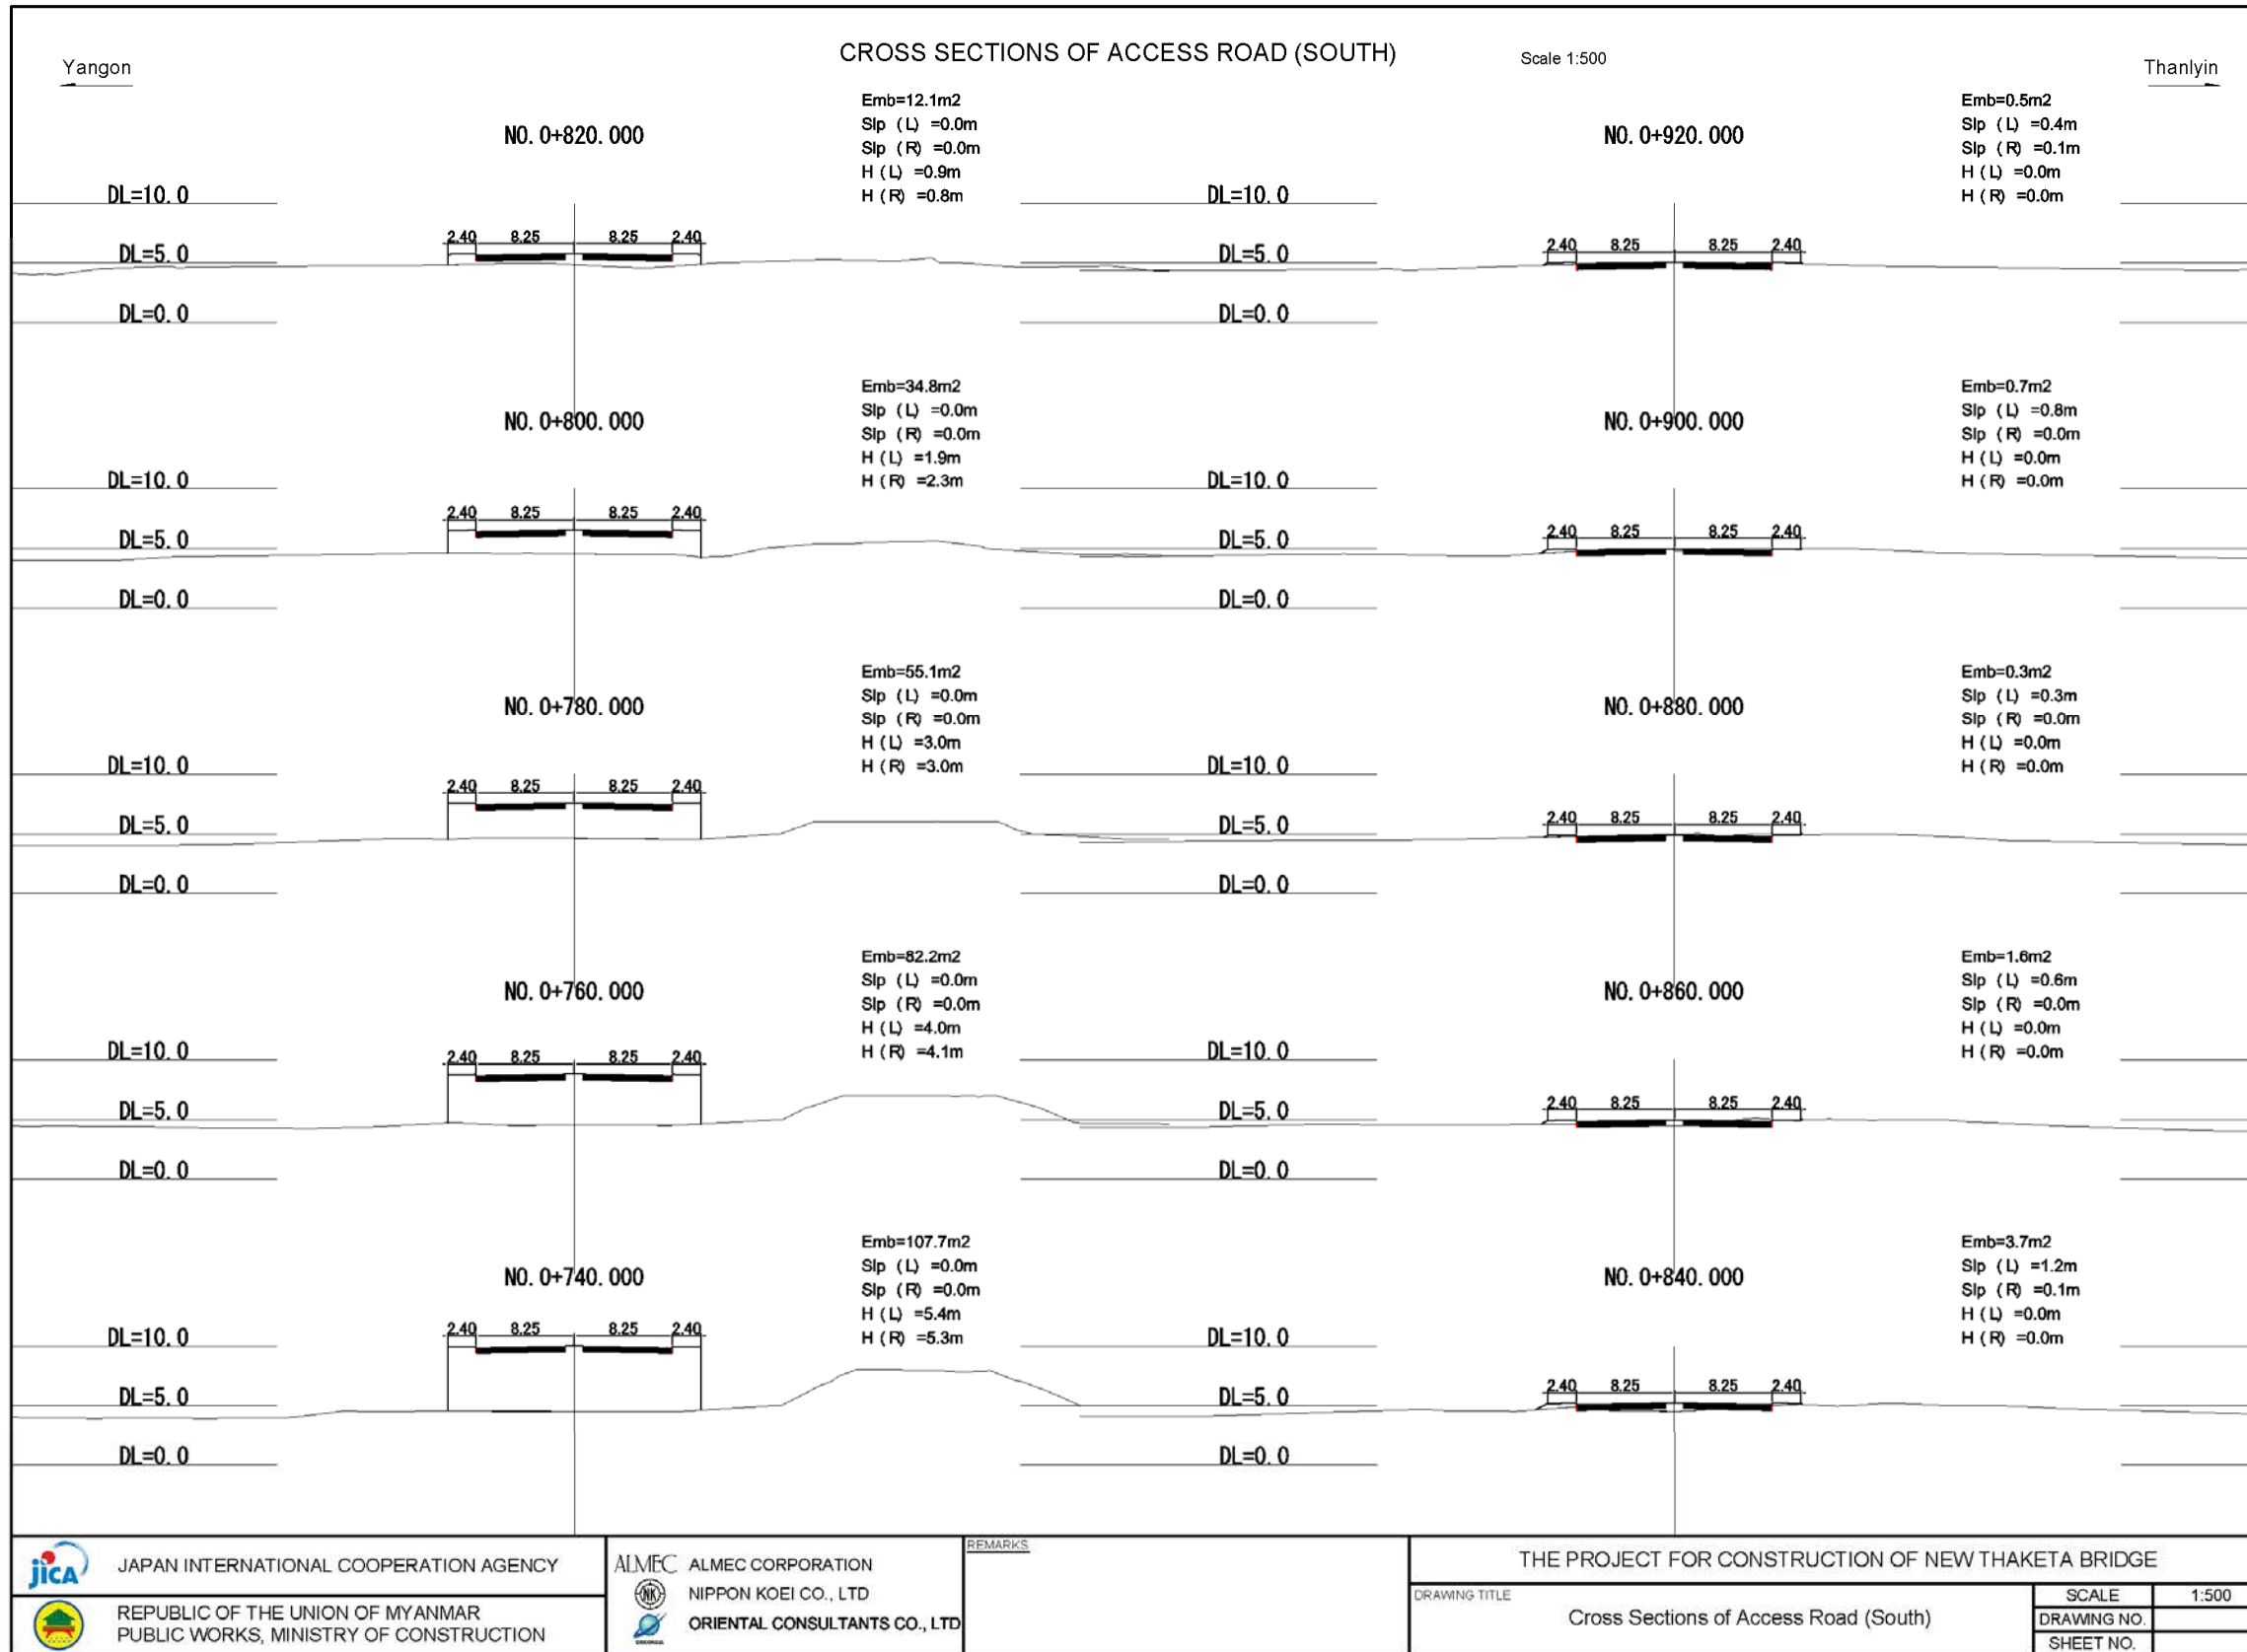 CROSS SECTIONS OF ACCESS ROAD (SOUTH)
Scale 1:500
Yangon
Thanlyin
NO. 0+820. 000
Emb=12.1m2
Slp (L) =0.0m
Slp (R) =0.0m
H (L) =0.9m
H (R) =0.8m
DL=10. 0
DL=5. 0
DL=0. 0
2.40 8.25 8.25 2.40
NO. 0+920. 000
Emb=0.5m2
Slp (L) =0.4m
Slp (R) =0.1m
H (L) =0.0m
H (R) =0.0m
DL=10. 0
DL=5. 0
DL=0. 0
2.40 8.25 8.25 2.40
NO. 0+800. 000
Emb=34.8m2
Slp (L) =0.0m
Slp (R) =0.0m
H (L) =1.9m
H (R) =2.3m
DL=10. 0
DL=5. 0
DL=0. 0
2.40 8.25 8.25 2.40
NO. 0+900. 000
Emb=0.7m2
Slp (L) =0.8m
Slp (R) =0.0m
H (L) =0.0m
H (R) =0.0m
DL=10. 0
DL=5. 0
DL=0. 0
2.40 8.25 8.25 2.40
NO. 0+780. 000
Emb=55.1m2
Slp (L) =0.0m
Slp (R) =0.0m
H (L) =3.0m
H (R) =3.0m
DL=10. 0
DL=5. 0
DL=0. 0
2.40 8.25 8.25 2.40
NO. 0+880. 000
Emb=0.3m2
Slp (L) =0.3m
Slp (R) =0.0m
H (L) =0.0m
H (R) =0.0m
DL=10. 0
DL=5. 0
DL=0. 0
2.40 8.25 8.25 2.40
NO. 0+760. 000
Emb=82.2m2
Slp (L) =0.0m
Slp (R) =0.0m
H (L) =4.0m
H (R) =4.1m
DL=10. 0
DL=5. 0
DL=0. 0
2.40 8.25 8.25 2.40
NO. 0+860. 000
Emb=1.6m2
Slp (L) =0.6m
Slp (R) =0.0m
H (L) =0.0m
H (R) =0.0m
DL=10. 0
DL=5. 0
DL=0. 0
2.40 8.25 8.25 2.40
NO. 0+740. 000
Emb=107.7m2
Slp (L) =0.0m
Slp (R) =0.0m
H (L) =5.4m
H (R) =5.3m
DL=10. 0
DL=5. 0
DL=0. 0
2.40 8.25 8.25 2.40
NO. 0+840. 000
Emb=3.7m2
Slp (L) =1.2m
Slp (R) =0.1m
H (L) =0.0m
H (R) =0.0m
DL=10. 0
DL=5. 0
DL=0. 0
2.40 8.25 8.25 2.40
jICA
JAPAN INTERNATIONAL COOPERATION AGENCY
REPUBLIC OF THE UNION OF MYANMAR
PUBLIC WORKS, MINISTRY OF CONSTRUCTION
ALMEC ALMEC CORPORATION
NK NIPPON KOEI CO., LTD
ORIENTAL CONSULTANTS CO., LTD
REMARKS
THE PROJECT FOR CONSTRUCTION OF NEW THAKETA BRIDGE
DRAWING TITLE
Cross Sections of Access Road (South)
SCALE 1:500
DRAWING NO.
SHEET NO.